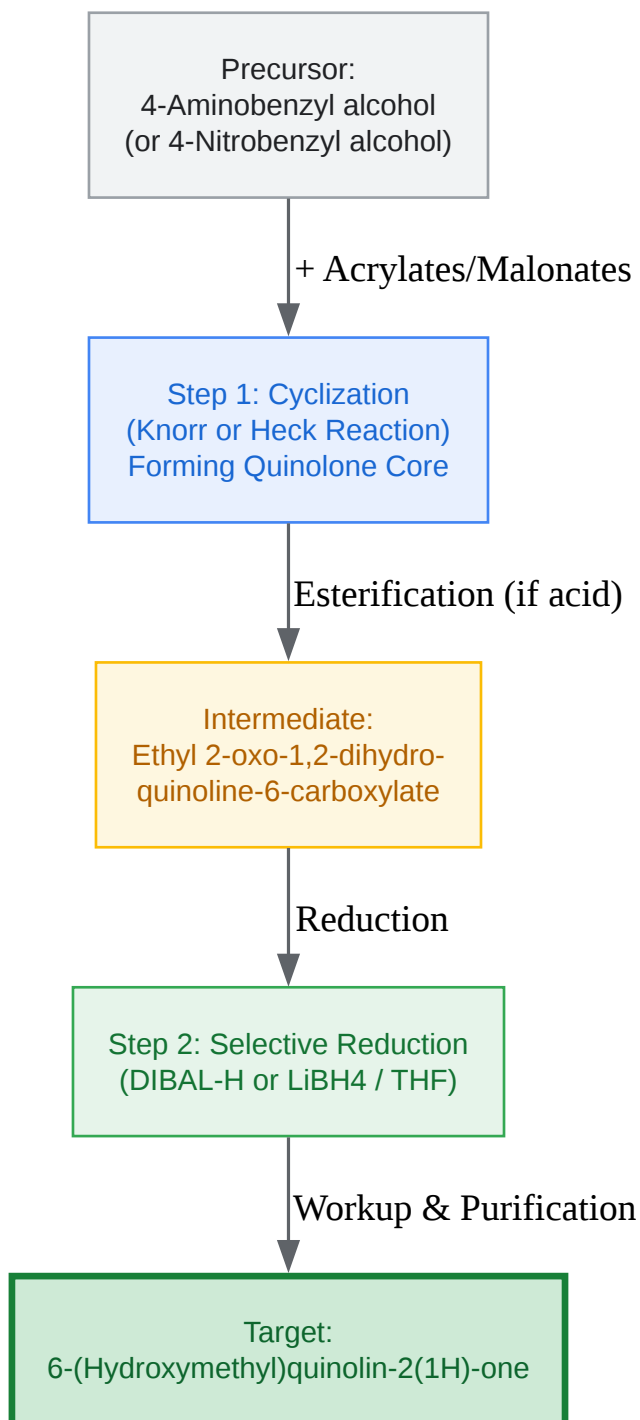 Precursor:
4-Aminobenzyl alcohol
(or 4-Nitrobenzyl alcohol)
+ Acrylates/Malonates
Step 1: Cyclization
(Knorr or Heck Reaction)
Forming Quinolone Core
Esterification (if acid)
Intermediate:
Ethyl 2-oxo-1,2-dihydro-
quinoline-6-carboxylate
Reduction
Step 2: Selective Reduction
(DIBAL-H or LiBH4 / THF)
Workup & Purification
Target:
6-(Hydroxymethyl)quinolin-2(1H)-one